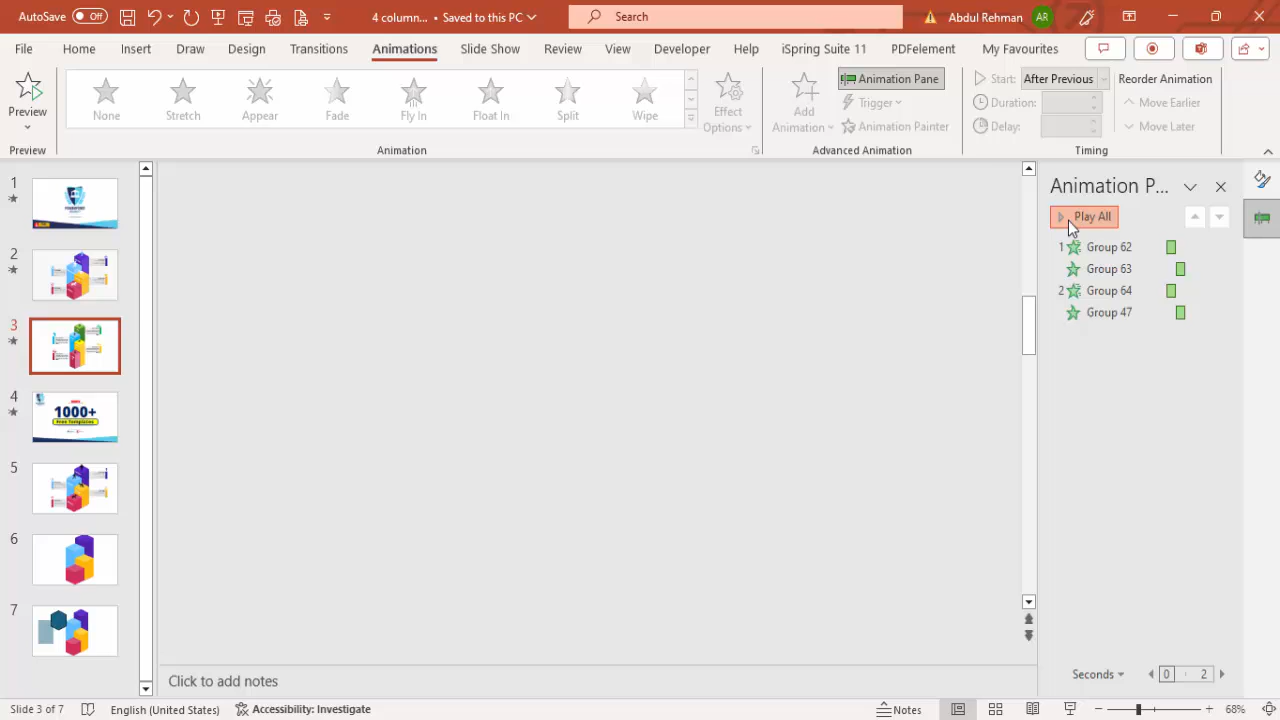 AutoSave Off 4 column... • Saved to this PC Search Abdul Rehman AR
File Home Insert Draw Design Transitions Animations Slide Show Review View Developer Help iSpring Suite 11 PDFelement My Favourites
Preview
None Stretch Appear Fade Fly In Float In Split Wipe
Effect Options
Add Animation
Animation Pane
Trigger
Animation Painter
Start: After Previous
Duration:
Delay:
Reorder Animation
Move Earlier
Move Later
Preview Animation Advanced Animation Timing
1
2
3
4
1000+
Free Templates
5
6
7
Animation P...
Play All
1 Group 62
Group 63
2 Group 64
Group 47
Seconds 0 2
Click to add notes
Slide 3 of 7 English (United States) Accessibility: Investigate Notes 68%